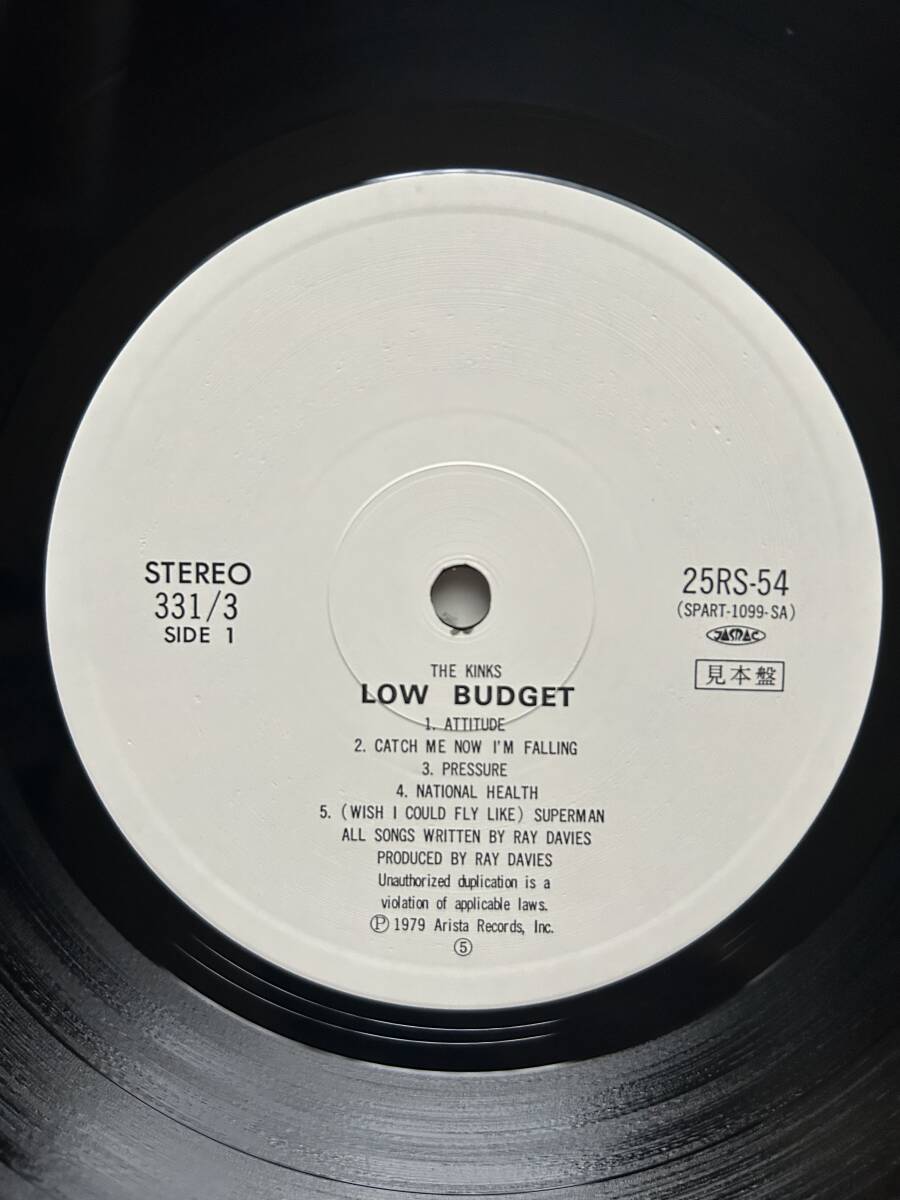 STEREO
331/3
SIDE 1
25RS-54
(SPART-1099-SA)
JASRAC
見本盤
THE KINKS
LOW BUDGET
1. ATTITUDE
2. CATCH ME NOW I'M FALLING
3. PRESSURE
4. NATIONAL HEALTH
5. (WISH I COULD FLY LIKE) SUPERMAN
ALL SONGS WRITTEN BY RAY DAVIES
PRODUCED BY RAY DAVIES
Unauthorized duplication is a
violation of applicable laws.
Ⓟ 1979 Arista Records, Inc.
⑤